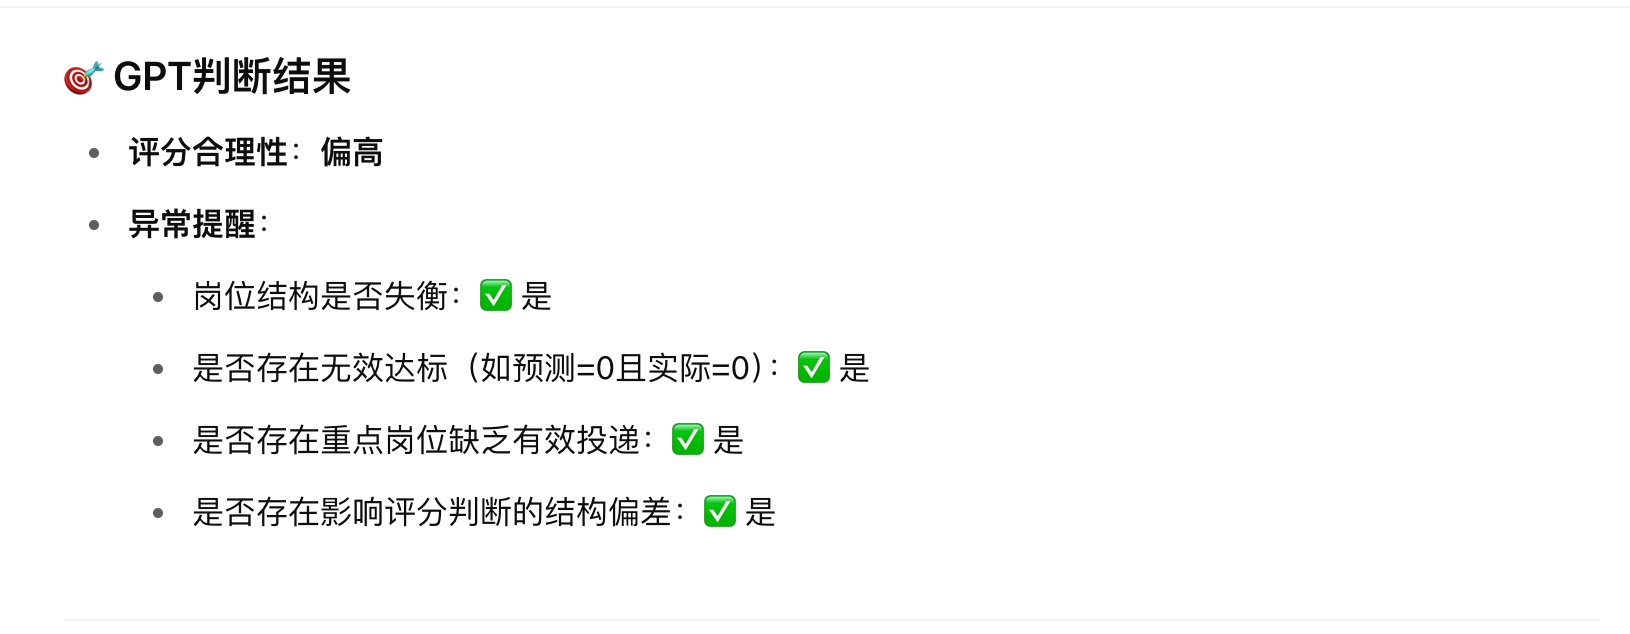 🎯 GPT判断结果
• 评分合理性：偏高
• 异常提醒：
• 岗位结构是否失衡：✅ 是
• 是否存在无效达标（如预测=0且实际=0）：✅ 是
• 是否存在重点岗位缺乏有效投递：✅ 是
• 是否存在影响评分判断的结构偏差：✅ 是